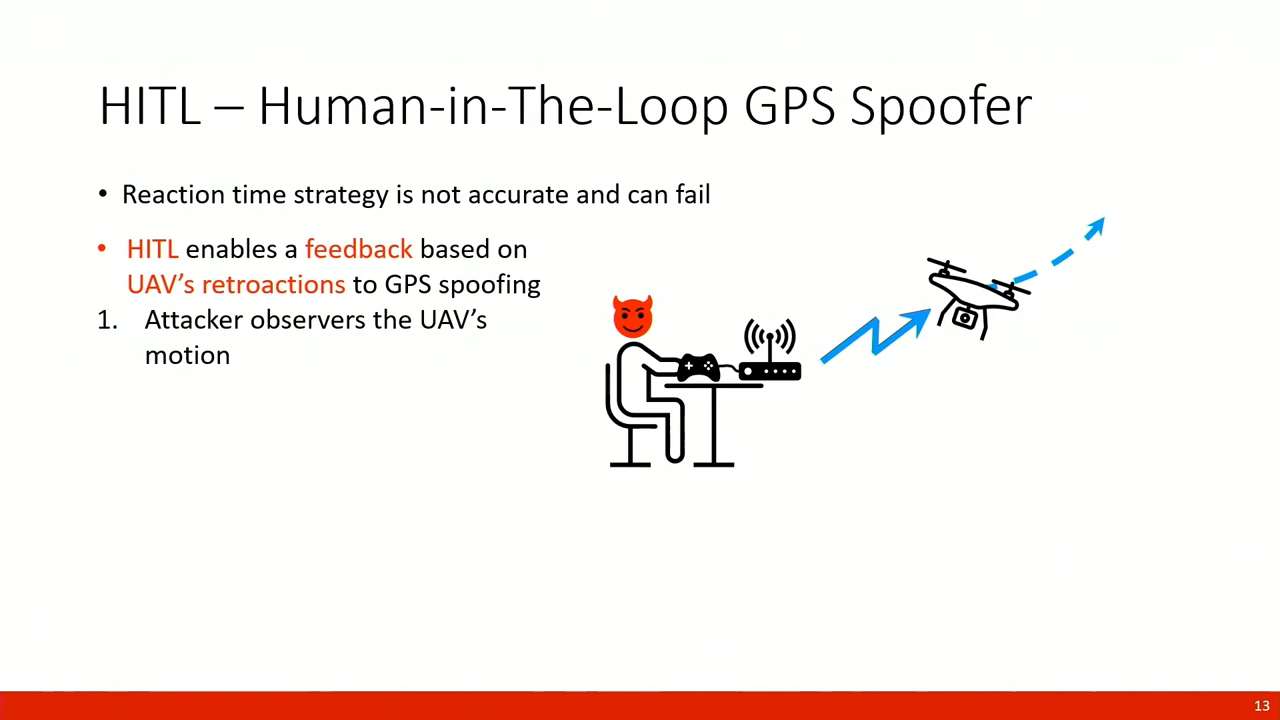 HITL – Human-in-The-Loop GPS Spoofer
• Reaction time strategy is not accurate and can fail
• HITL enables a feedback based on
UAV's retroactions to GPS spoofing
1. Attacker observers the UAV's
motion
13